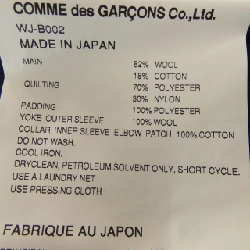 COMME des GARÇONS Co., Ltd.
WJ-B002
MADE IN JAPAN
MAIN 82% WOOL
18% COTTON
QUILTING 70% POLYESTER
30% NYLON
PADDING 100% POLYESTER
YOKE OUTER SLEEVE 100% WOOL
COLLAR INNER SLEEVE ELBOW PATCH 100% COTTON
DO NOT WASH.
COOL IRON.
DRYCLEAN, PETROLEUM SOLVENT ONLY, SHORT CYCLE.
USE A LAUNDRY NET
USE PRESSING CLOTH
FABRIQUE AU JAPON